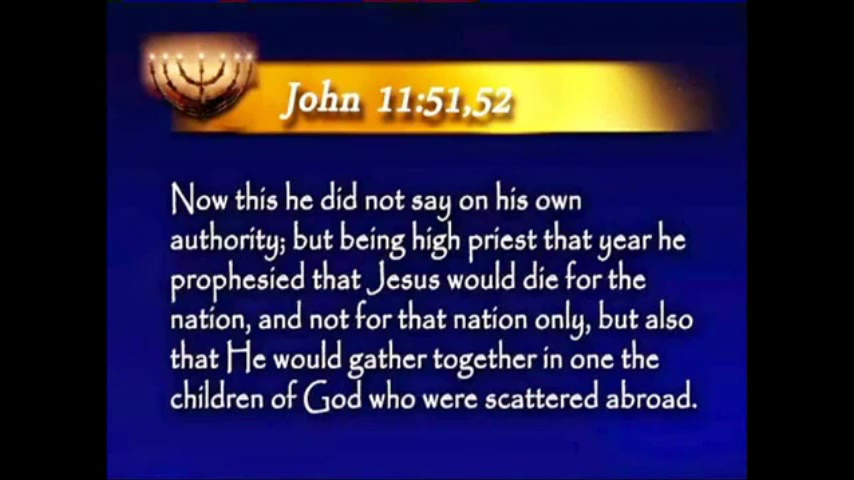 John 11:51,52
Now this he did not say on his own
authority; but being high priest that year he
prophesied that Jesus would die for the
nation, and not for that nation only, but also
that He would gather together in one the
children of God who were scattered abroad.